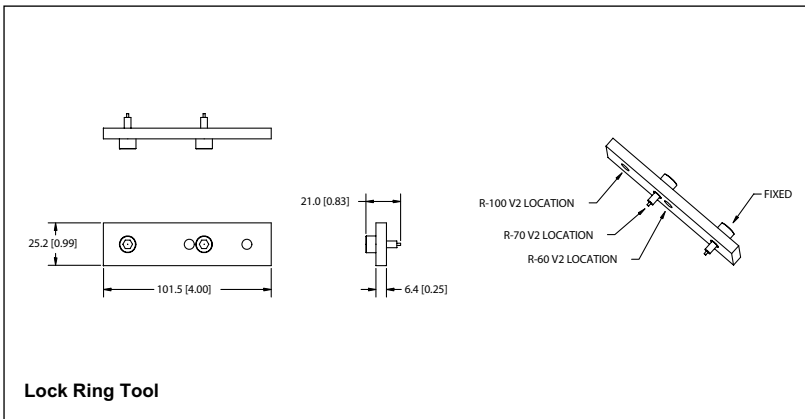 21.0 [0.83]
FIXED
R-100 V2 LOCATION
R-70 V2 LOCATION
25.2 [0.99]
R-60 V2 LOCATION
101.5 [4.00]
6.4 [0.25]
Lock Ring Tool